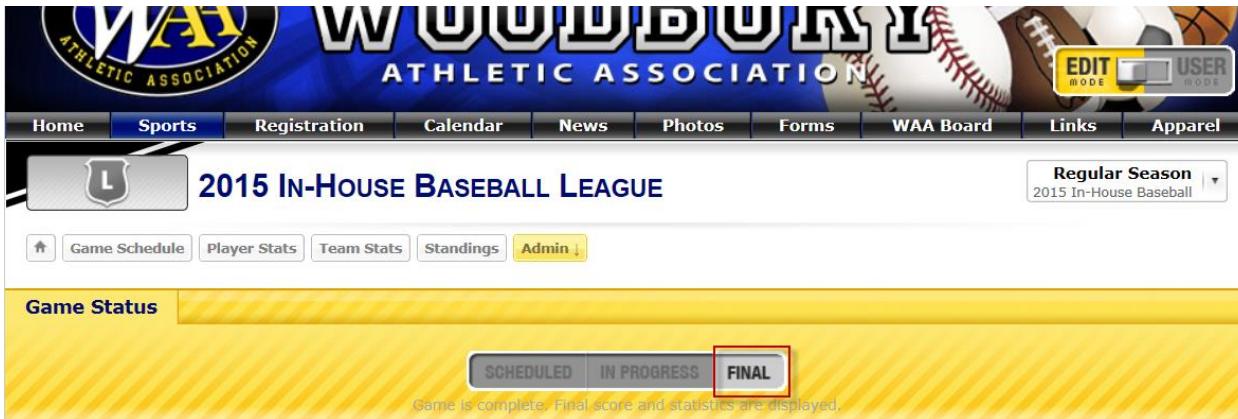 WAA
ATHLETIC ASSOCIATION
WOODBURY
ATHLETIC ASSOCIATION
EDIT MODE USER MODE
Home Sports Registration Calendar News Photos Forms WAA Board Links Apparel
L
2015 IN-HOUSE BASEBALL LEAGUE
Regular Season
2015 In-House Baseball
Game Schedule Player Stats Team Stats Standings Admin ↓
Game Status
SCHEDULED IN PROGRESS FINAL
Game is complete. Final score and statistics are displayed.